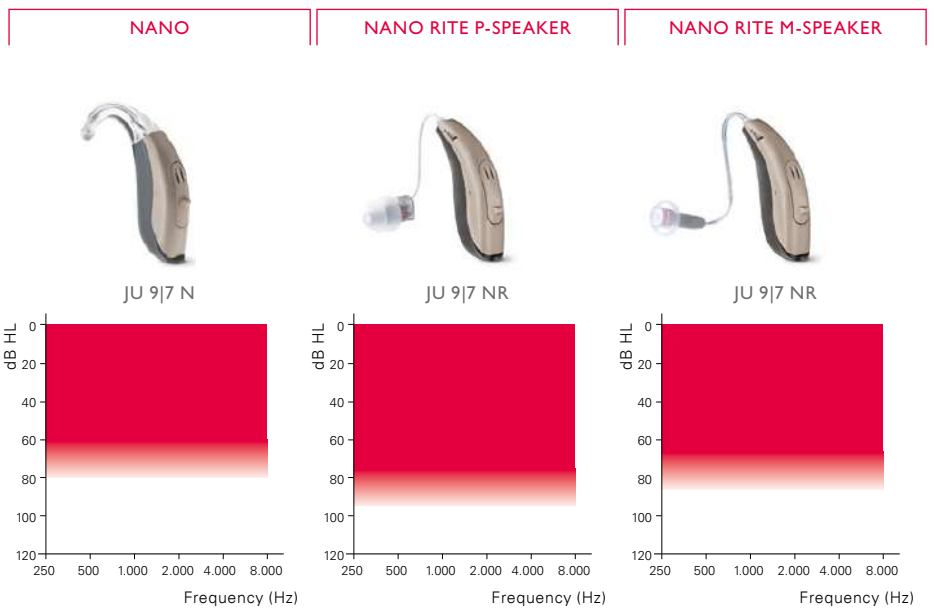 NANO
NANO RITE P-SPEAKER
NANO RITE M-SPEAKER
JU 9|7 N
JU 9|7 NR
JU 9|7 NR
dB HL
0
20
40
60
80
100
120
250 500 1.000 2.000 4.000 8.000
Frequency (Hz)
dB HL
0
20
40
60
80
100
120
250 500 1.000 2.000 4.000 8.000
Frequency (Hz)
dB HL
0
20
40
60
80
100
120
250 500 1.000 2.000 4.000 8.000
Frequency (Hz)